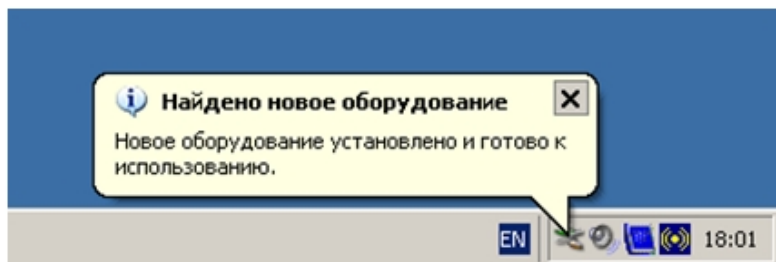 Найдено новое оборудование
Новое оборудование установлено и готово к
использованию.
EN 18:01